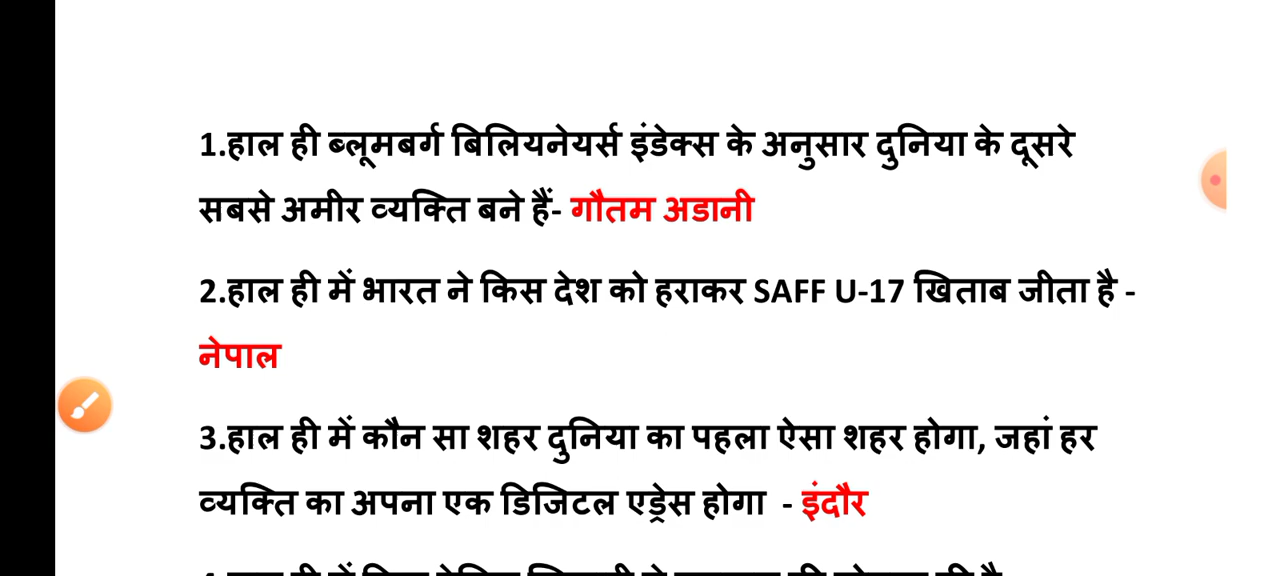 1.हाल ही ब्लूमबर्ग बिलियनेयर्स इंडेक्स के अनुसार दुनिया के दूसरे
सबसे अमीर व्यक्ति बने हैं- गौतम अडानी
2.हाल ही में भारत ने किस देश को हराकर SAFF U-17 खिताब जीता है -
नेपाल
3.हाल ही में कौन सा शहर दुनिया का पहला ऐसा शहर होगा, जहां हर
व्यक्ति का अपना एक डिजिटल एड्रेस होगा - इंदौर